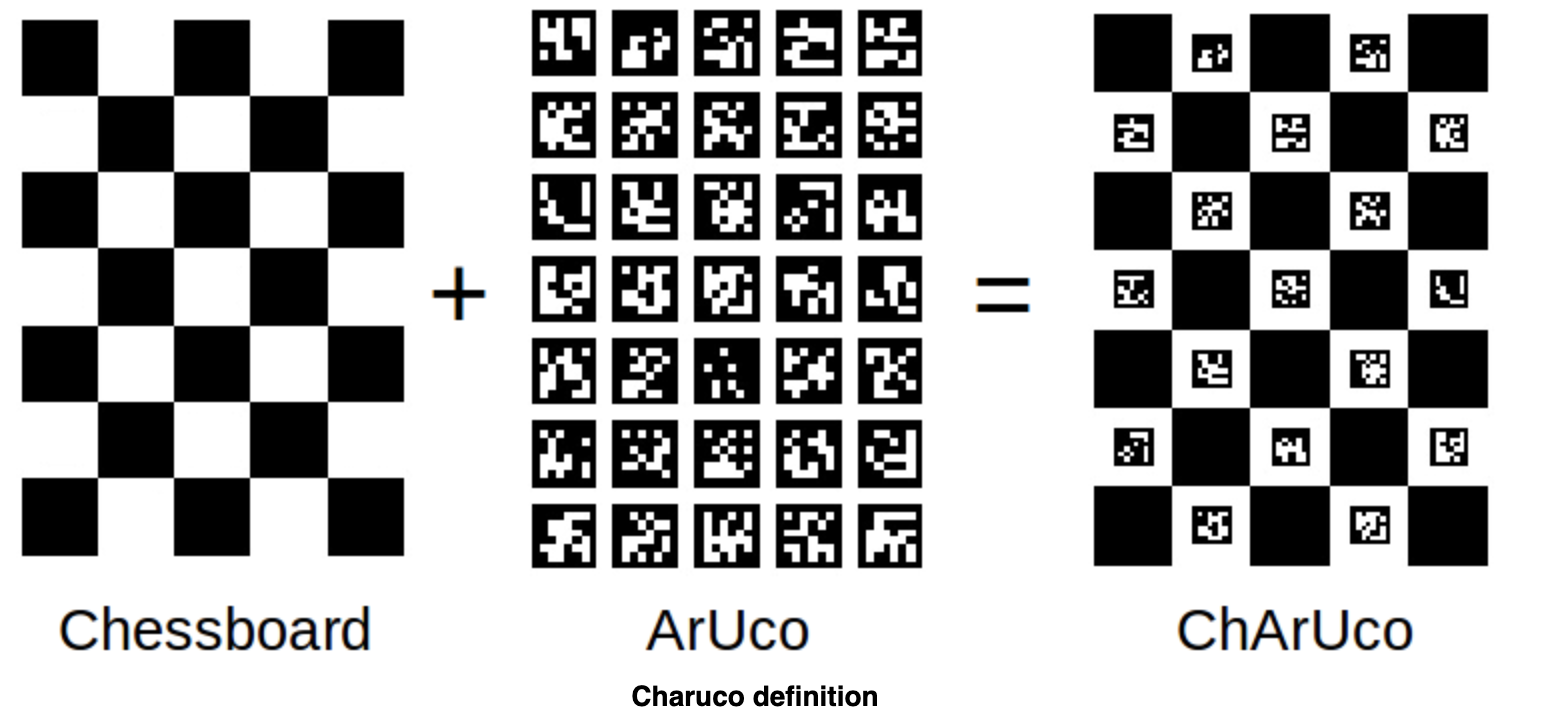 +
=
Chessboard
ArUco
ChArUco
Charuco definition